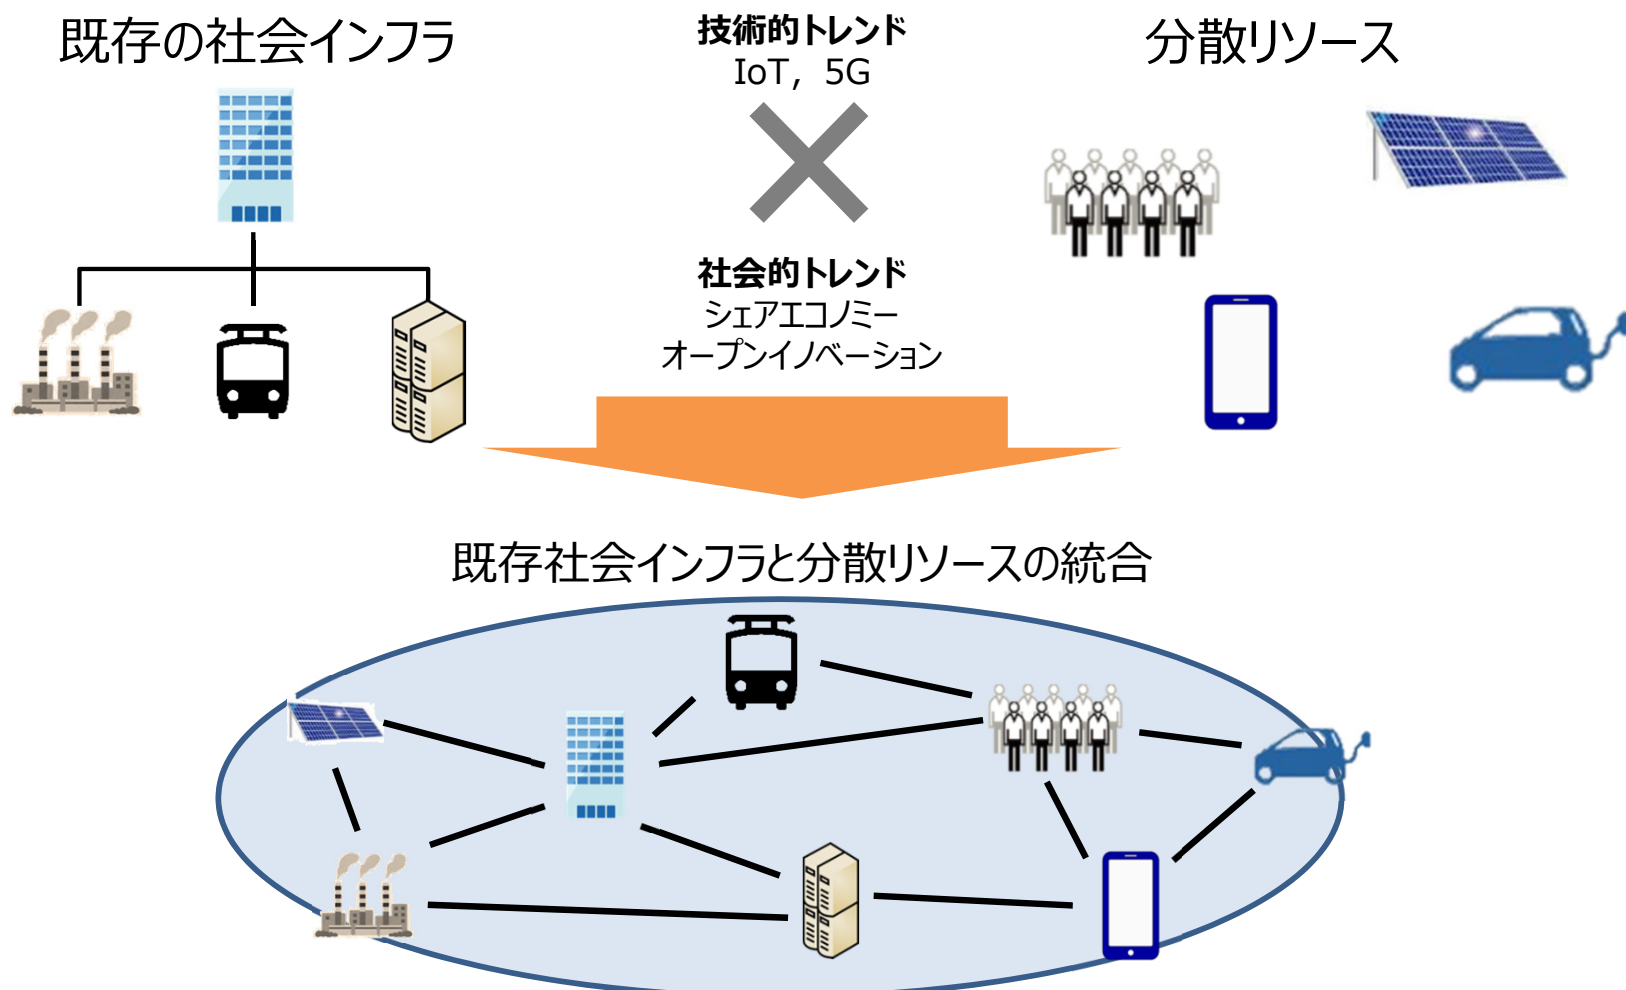 既存の社会インフラ
技術的トレンド
IoT, 5G
分散リソース
社会的トレンド
シェアエコノミー
オープンイノベーション
既存社会インフラと分散リソースの統合